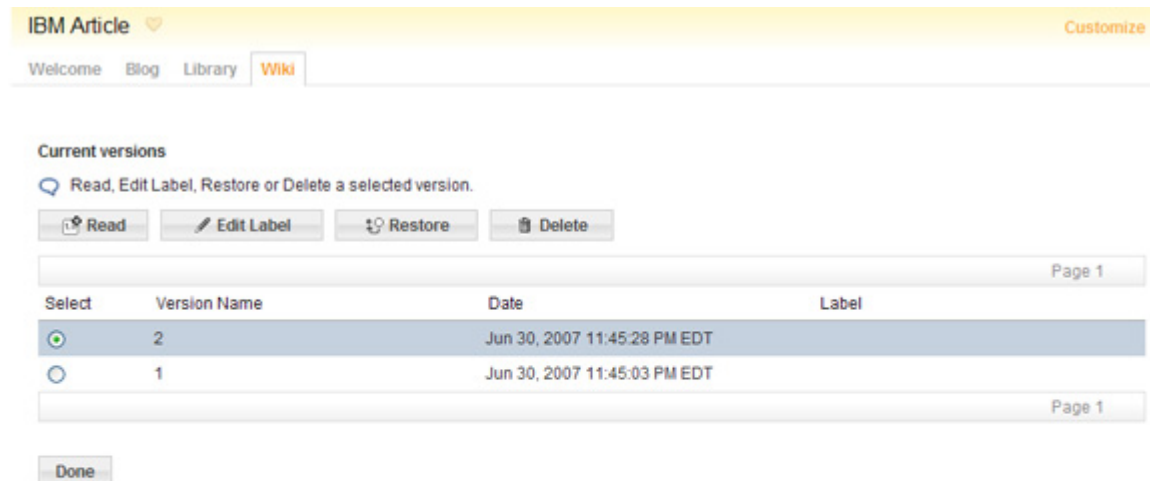 IBM Article
Customize
Welcome Blog Library Wiki
Current versions
Read, Edit Label, Restore or Delete a selected version.
Read Edit Label Restore Delete
Page 1
Select Version Name Date Label
2 Jun 30, 2007 11:45:28 PM EDT
1 Jun 30, 2007 11:45:03 PM EDT
Page 1
Done